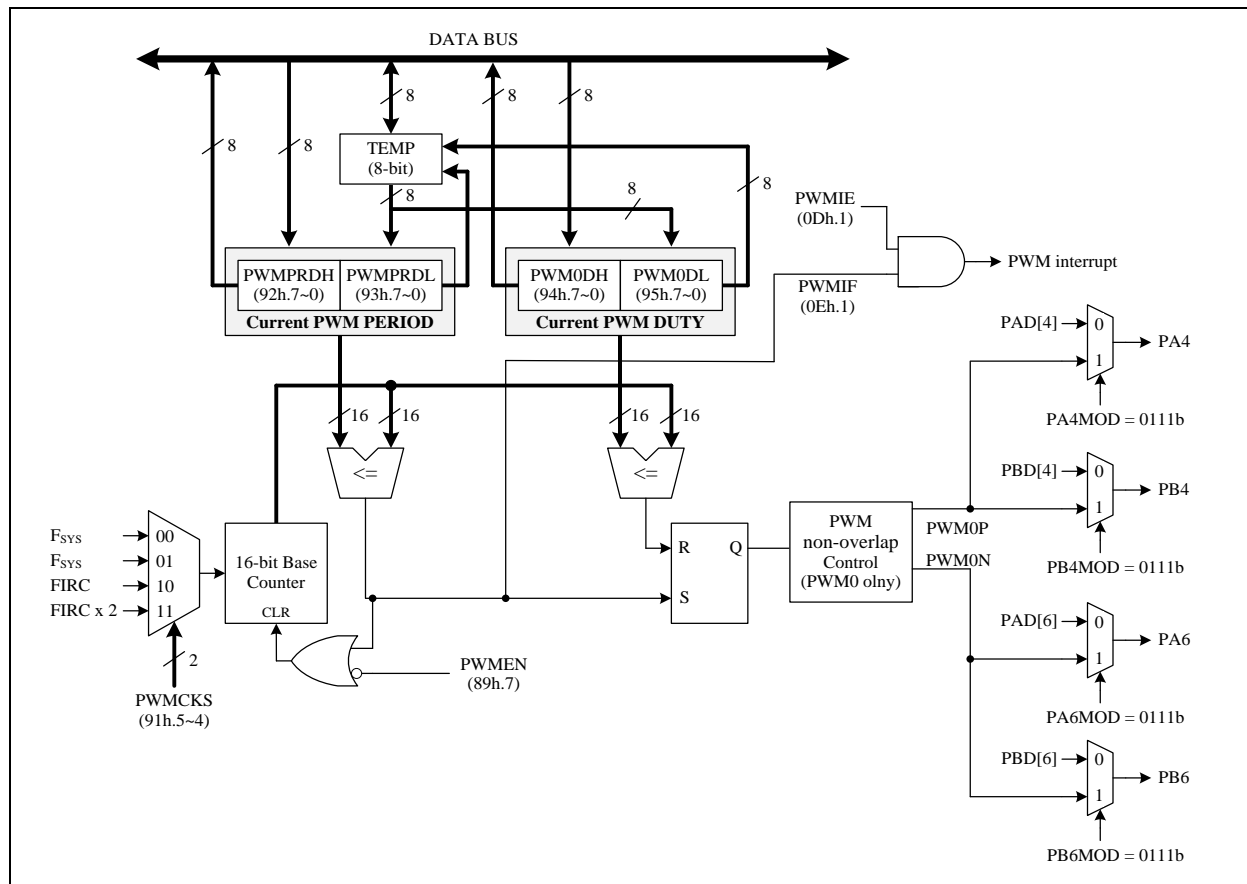 DATA BUS
8
8
8
8
8
TEMP
(8-bit)
8
8
8
PWMPRDH
(92h.7~0)
PWMPRDL
(93h.7~0)
Current PWM PERIOD
PWM0DH
(94h.7~0)
PWM0DL
(95h.7~0)
Current PWM DUTY
PWMIE
(0Dh.1)
PWMIF
(0Eh.1)
PWM interrupt
16
16
16
16
<=
<=
PAD[4]
0
1
PA4
PA4MOD = 0111b
PBD[4]
0
1
PB4
PB4MOD = 0111b
FSYS
FSYS
FIRC
FIRC x 2
00
01
10
11
2
PWMCKS
(91h.5~4)
16-bit Base
Counter
CLR
PWMEN
(89h.7)
R
S
Q
PWM
non-overlap
Control
(PWM0 olny)
PWM0P
PWM0N
PAD[6]
0
1
PA6
PA6MOD = 0111b
PBD[6]
0
1
PB6
PB6MOD = 0111b